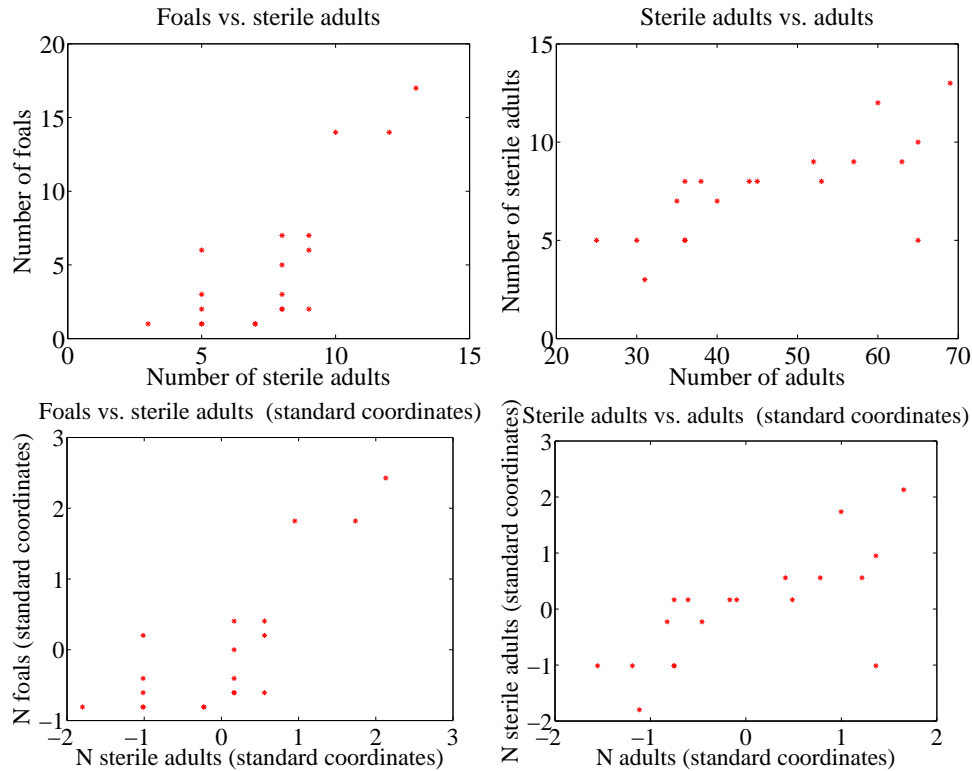 Foals vs. sterile adults
20
15
10
5
0
0 5 10 15
Number of foals
Number of sterile adults
Sterile adults vs. adults
15
10
5
0
20 30 40 50 60 70
Number of sterile adults
Number of adults
Foals vs. sterile adults (standard coordinates)
3
2
1
0
−1
−2 −1 0 1 2 3
N foals (standard coordinates)
N sterile adults (standard coordinates)
Sterile adults vs. adults (standard coordinates)
3
2
1
0
−1
−2
−2 −1 0 1 2
N sterile adults (standard coordinates)
N adults (standard coordinates)